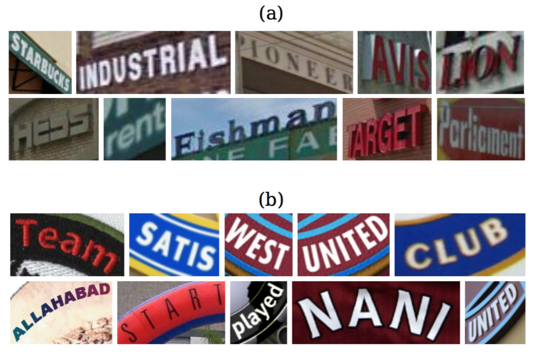 (a)
STARBUCKS
INDUSTRIAL
PIONEER
AVIS
LION
HESS
rent
Fishman
NE FAB
TARGET
Parliament
(b)
Team
SATIS
WEST
UNITED
CLUB
ALLAHABAD
START
played
NANI
UNITED